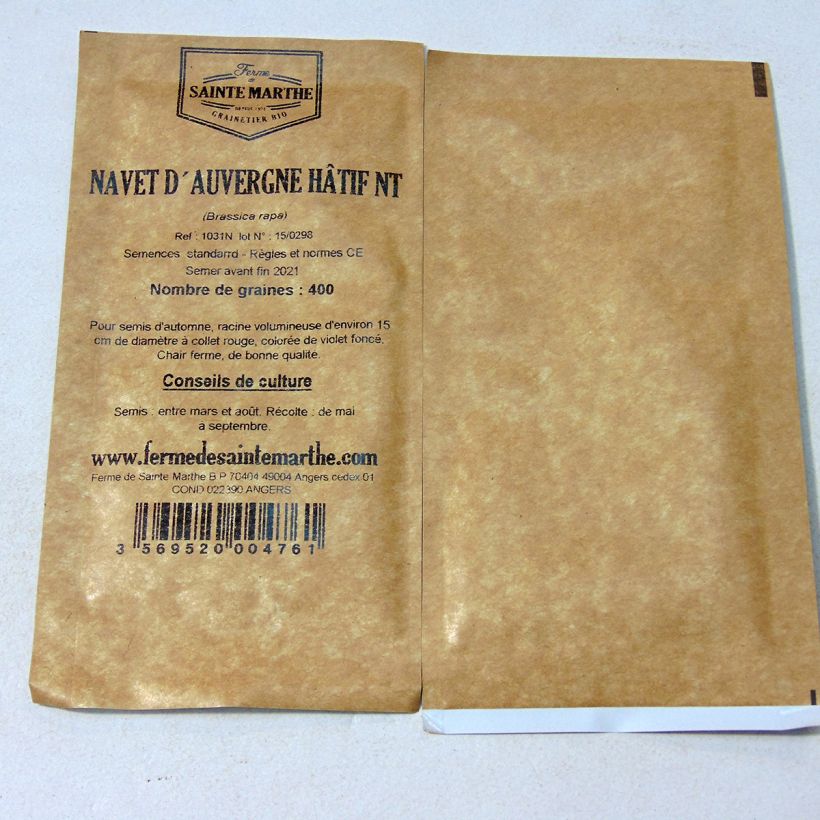 Ferme
de
SAINTE MARTHE
DEPUIS 1974
GRAINETIER BIO
NAVET D´AUVERGNE HÂTIF NT
(Brassica rapa)
Ref : 1031N lot N° : 15/0298
Semences standarrd - Règles et normes CE
Semer avant fin 2021
Nombre de graines : 400
Pour semis d'automne, racine volumineuse d'environ 15
cm de diamètre à collet rouge, colorée de violet foncé.
Chair ferme, de bonne qualité.
Conseils de culture
Semis : entre mars et août. Récolte : de mai
à septembre.
www.fermedesaintemarthe.com
Ferme de Sainte Marthe B P 70404 49004 Angers cedex 01
COND 022390 ANGERS
3 569520 004761